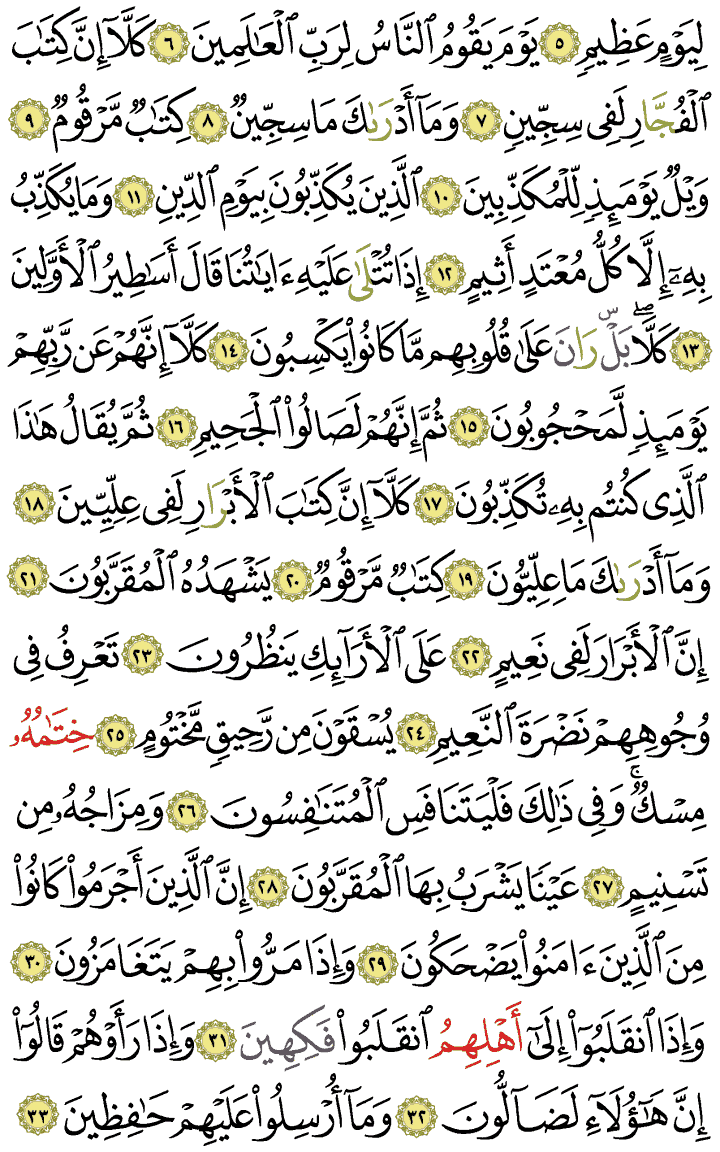 لِيَوْمٍ عَظِيمٍ ٥ يَوْمَ يَقُومُ ٱلنَّاسُ لِرَبِّ ٱلْعَـٰلَمِينَ ٦ كَلَّآ إِنَّ كِتَـٰبَ
ٱلْفُجَّارِ لَفِى سِجِّينٍ ٧ وَمَآ أَدْرَىٰكَ مَا سِجِّينٌ ٨ كِتَـٰبٌ مَّرْقُومٌ ٩
وَيْلٌ يَوْمَئِذٍ لِّلْمُكَذِّبِينَ ١٠ ٱلَّذِينَ يُكَذِّبُونَ بِيَوْمِ ٱلدِّينِ ١١ وَمَا يُكَذِّبُ
بِهِۦٓ إِلَّا كُلُّ مُعْتَدٍ أَثِيمٍ ١٢ إِذَا تُتْلَىٰ عَلَيْهِ ءَايَـٰتُنَا قَالَ أَسَـٰطِيرُ ٱلْأَوَّلِينَ
١٣ كَلَّا ۖ بَلْ ۜ رَانَ عَلَىٰ قُلُوبِهِم مَّا كَانُوا۟ يَكْسِبُونَ ١٤ كَلَّآ إِنَّهُمْ عَن رَّبِّهِمْ
يَوْمَئِذٍ لَّمَحْجُوبُونَ ١٥ ثُمَّ إِنَّهُمْ لَصَالُوا۟ ٱلْجَحِيمِ ١٦ ثُمَّ يُقَالُ هَـٰذَا
ٱلَّذِى كُنتُم بِهِۦ تُكَذِّبُونَ ١٧ كَلَّآ إِنَّ كِتَـٰبَ ٱلْأَبْرَارِ لَفِى عِلِّيِّينَ ١٨
وَمَآ أَدْرَىٰكَ مَا عِلِّيُّونَ ١٩ كِتَـٰبٌ مَّرْقُومٌ ٢٠ يَشْهَدُهُ ٱلْمُقَرَّبُونَ ٢١
إِنَّ ٱلْأَبْرَارَ لَفِى نَعِيمٍ ٢٢ عَلَى ٱلْأَرَآئِكِ يَنظُرُونَ ٢٣ تَعْرِفُ فِى
وُجُوهِهِمْ نَضْرَةَ ٱلنَّعِيمِ ٢٤ يُسْقَوْنَ مِن رَّحِيقٍ مَّخْتُومٍ ٢٥ خِتَـٰمُهُۥ
مِسْكٌ ۚ وَفِى ذَٰلِكَ فَلْيَتَنَافَسِ ٱلْمُتَنَـٰفِسُونَ ٢٦ وَمِزَاجُهُۥ مِن
تَسْنِيمٍ ٢٧ عَيْنًا يَشْرَبُ بِهَا ٱلْمُقَرَّبُونَ ٢٨ إِنَّ ٱلَّذِينَ أَجْرَمُوا۟ كَانُوا۟
مِنَ ٱلَّذِينَ ءَامَنُوا۟ يَضْحَكُونَ ٢٩ وَإِذَا مَرُّوا۟ بِهِمْ يَتَغَامَزُونَ ٣٠
وَإِذَا ٱنقَلَبُوٓا۟ إِلَىٰٓ أَهْلِهِمُ ٱنقَلَبُوا۟ فَكِهِينَ ٣١ وَإِذَا رَأَوْهُمْ قَالُوٓا۟
إِنَّ هَـٰٓؤُلَآءِ لَضَآلُّونَ ٣٢ وَمَآ أُرْسِلُوا۟ عَلَيْهِمْ حَـٰفِظِينَ ٣٣